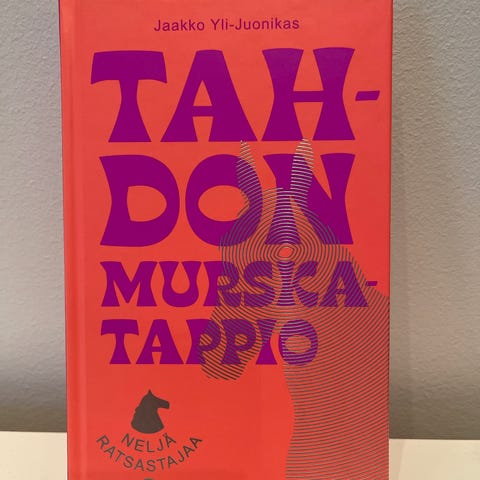 Jaakko Yli-Juonikas
TAH-
DON
MURSKA-
TAPPIO
NELJÄ
RATSASTAJAA